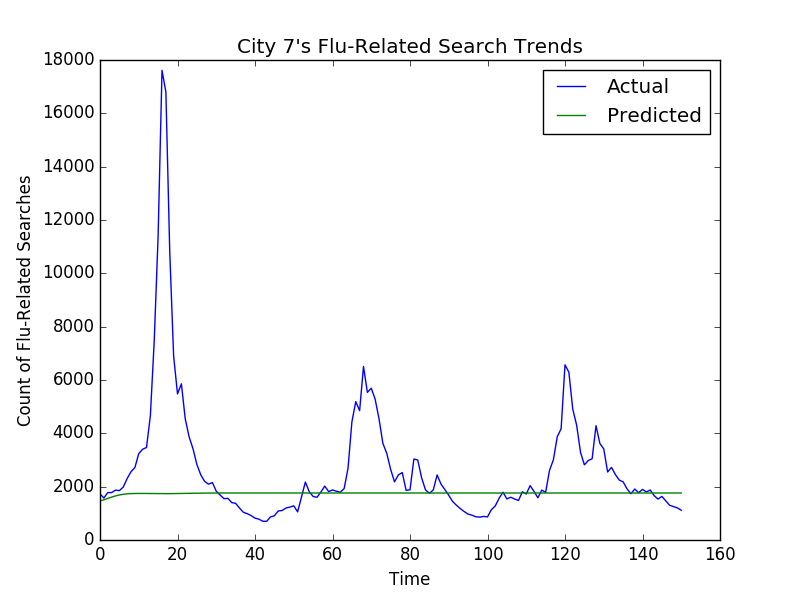 City 7's Flu-Related Search Trends
Actual
Predicted
Count of Flu-Related Searches
18000
16000
14000
12000
10000
8000
6000
4000
2000
0
0 20 40 60 80 100 120 140 160
Time